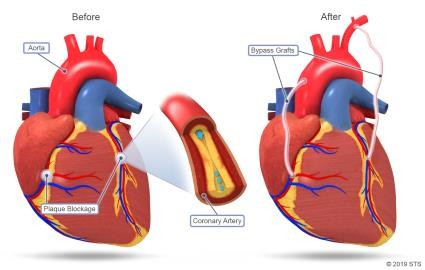 Before
After
Aorta
Bypass Grafts
Plaque Blockage
Coronary Artery
© 2019 STS